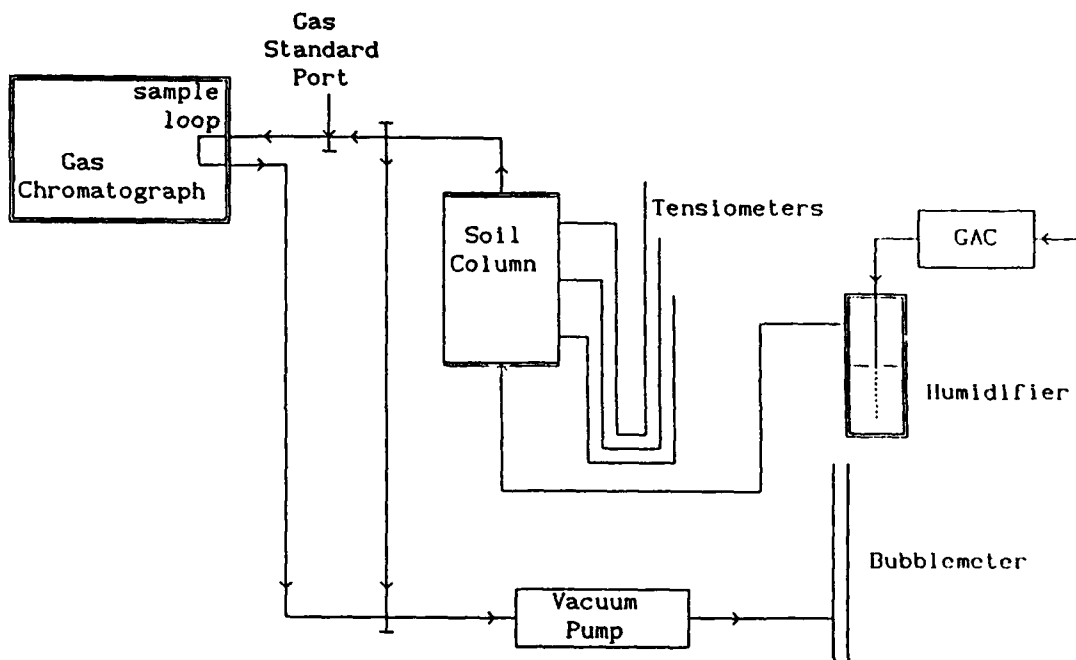 Gas
Standard
Port
sample
loop
Gas
Chromatograph
Soil
Column
Tensiometers
GAC
Humidifier
Bubblemeter
Vacuum
Pump